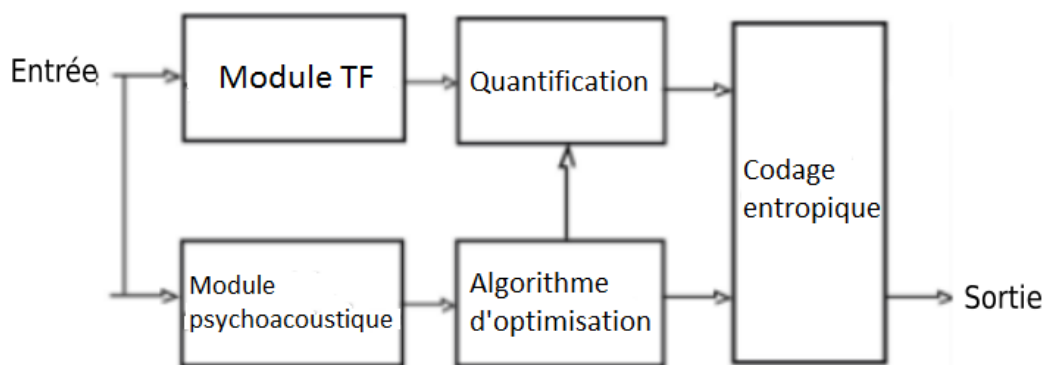 Entrée
Module TF
Quantification
Codage
entropique
Module
psychoacoustique
Algorithme
d'optimisation
Sortie